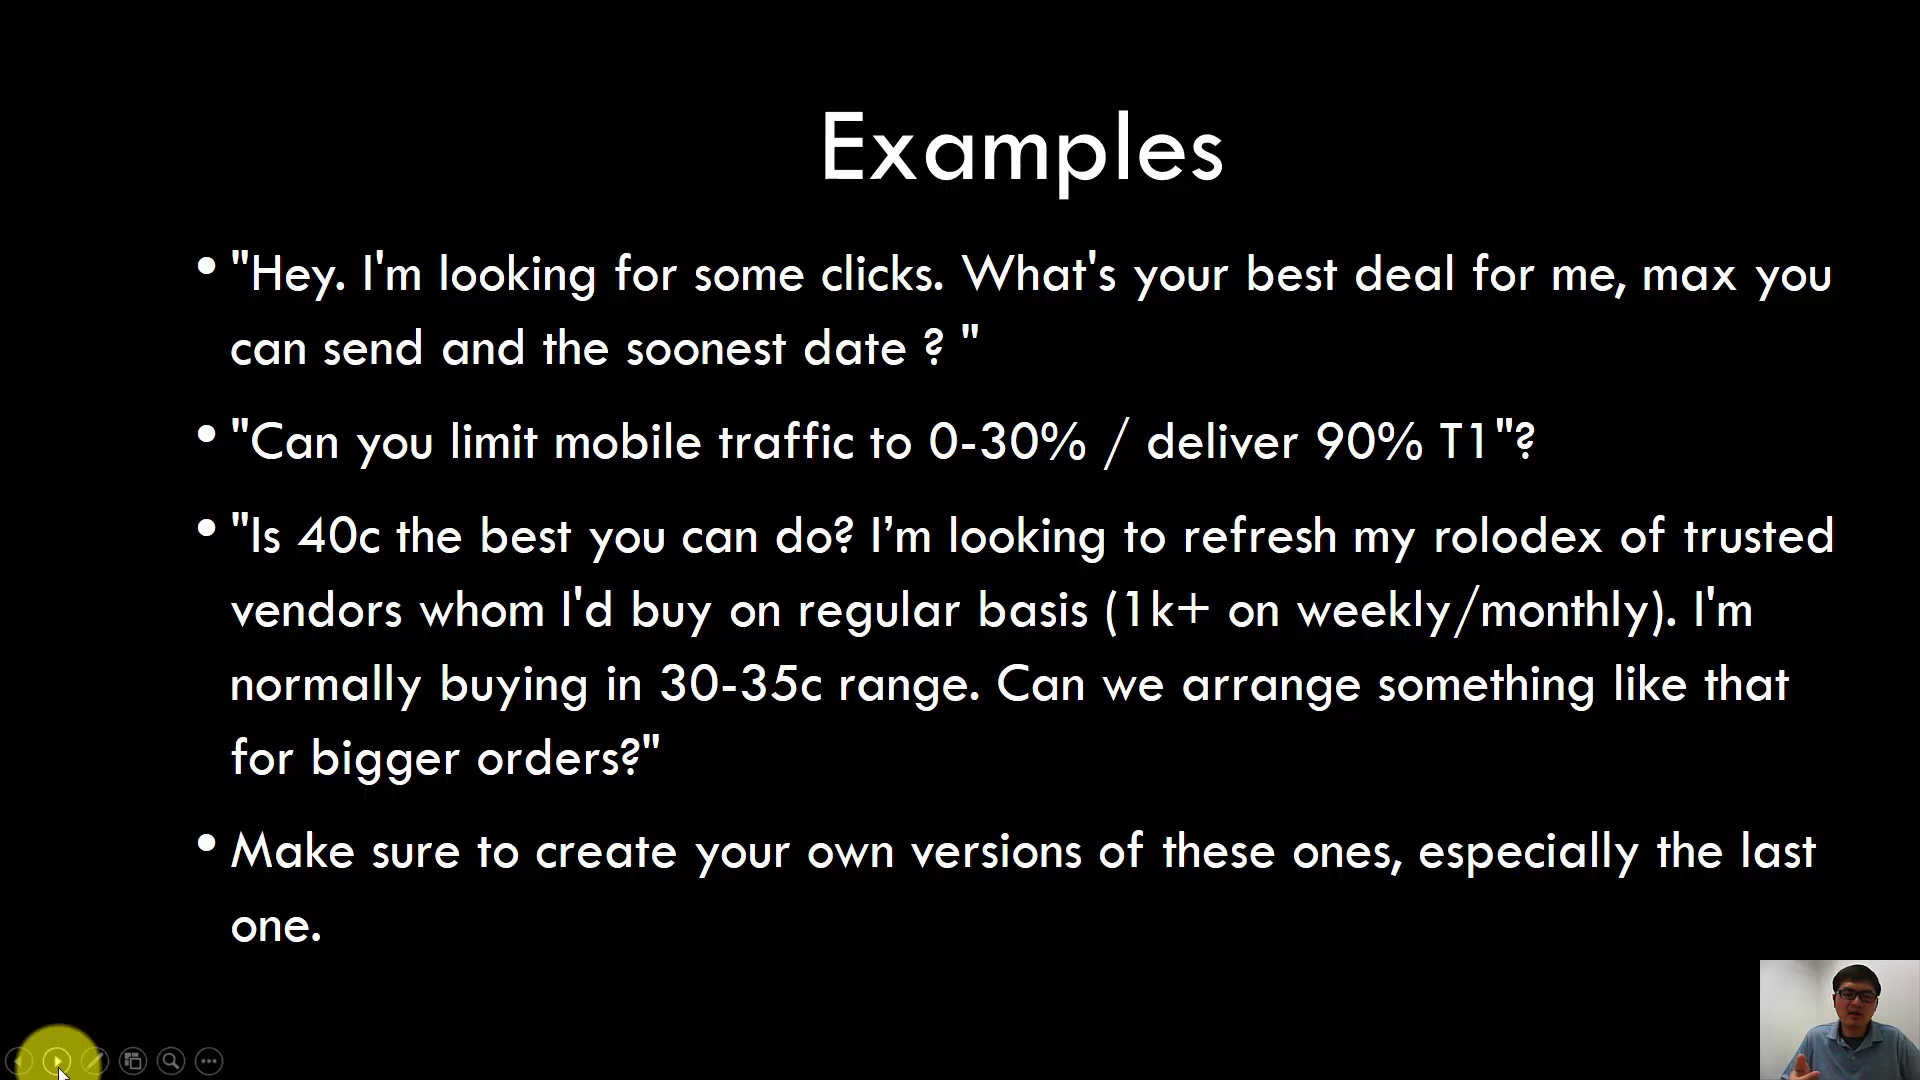 Examples
• "Hey. I'm looking for some clicks. What's your best deal for me, max you
can send and the soonest date ? "
• "Can you limit mobile traffic to 0-30% / deliver 90% T1"?
• "Is 40c the best you can do? I’m looking to refresh my rolodex of trusted
vendors whom I'd buy on regular basis (1k+ on weekly/monthly). I'm
normally buying in 30-35c range. Can we arrange something like that
for bigger orders?"
• Make sure to create your own versions of these ones, especially the last
one.